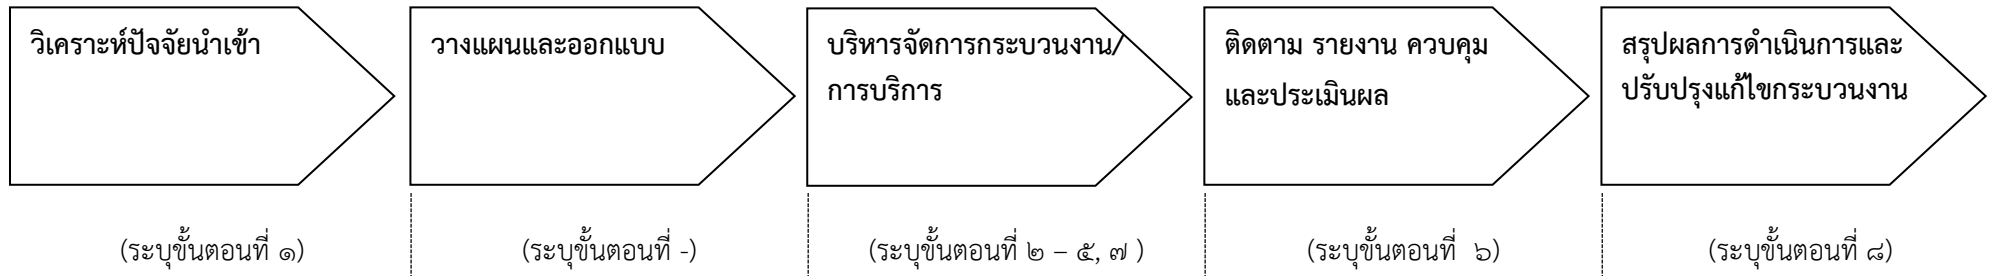 วิเคราะห์ปัจจัยนำเข้า
วางแผนและออกแบบ
บริหารจัดการกระบวนงาน/
การบริการ
ติดตาม รายงาน ควบคุม
และประเมินผล
สรุปผลการดำเนินการและ
ปรับปรุงแก้ไขกระบวนงาน
(ระบุขั้นตอนที่ ๑)
(ระบุขั้นตอนที่ -)
(ระบุขั้นตอนที่ ๒ – ๕, ๗ )
(ระบุขั้นตอนที่ ๖)
(ระบุขั้นตอนที่ ๘)